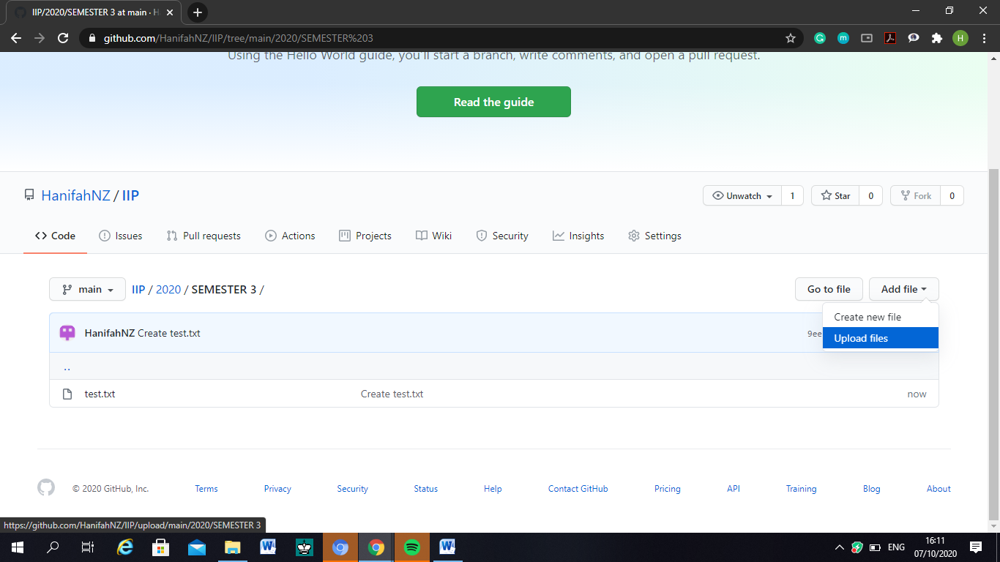 IIP/2020/SEMESTER 3 at main · H
github.com/HanifahNZ/IIP/tree/main/2020/SEMESTER%203
Using the Hello World guide, you'll start a branch, write comments, and open a pull request.
Read the guide
HanifahNZ / IIP
Unwatch 1 Star 0 Fork 0
Code Issues Pull requests Actions Projects Wiki Security Insights Settings
main IIP / 2020 / SEMESTER 3 / Go to file Add file
Create new file
HanifahNZ Create test.txt 9ee
Upload files
..
test.txt Create test.txt now
© 2020 GitHub, Inc. Terms Privacy Security Status Help Contact GitHub Pricing API Training Blog About
https://github.com/HanifahNZ/IIP/upload/main/2020/SEMESTER 3
ENG 16:11
07/10/2020